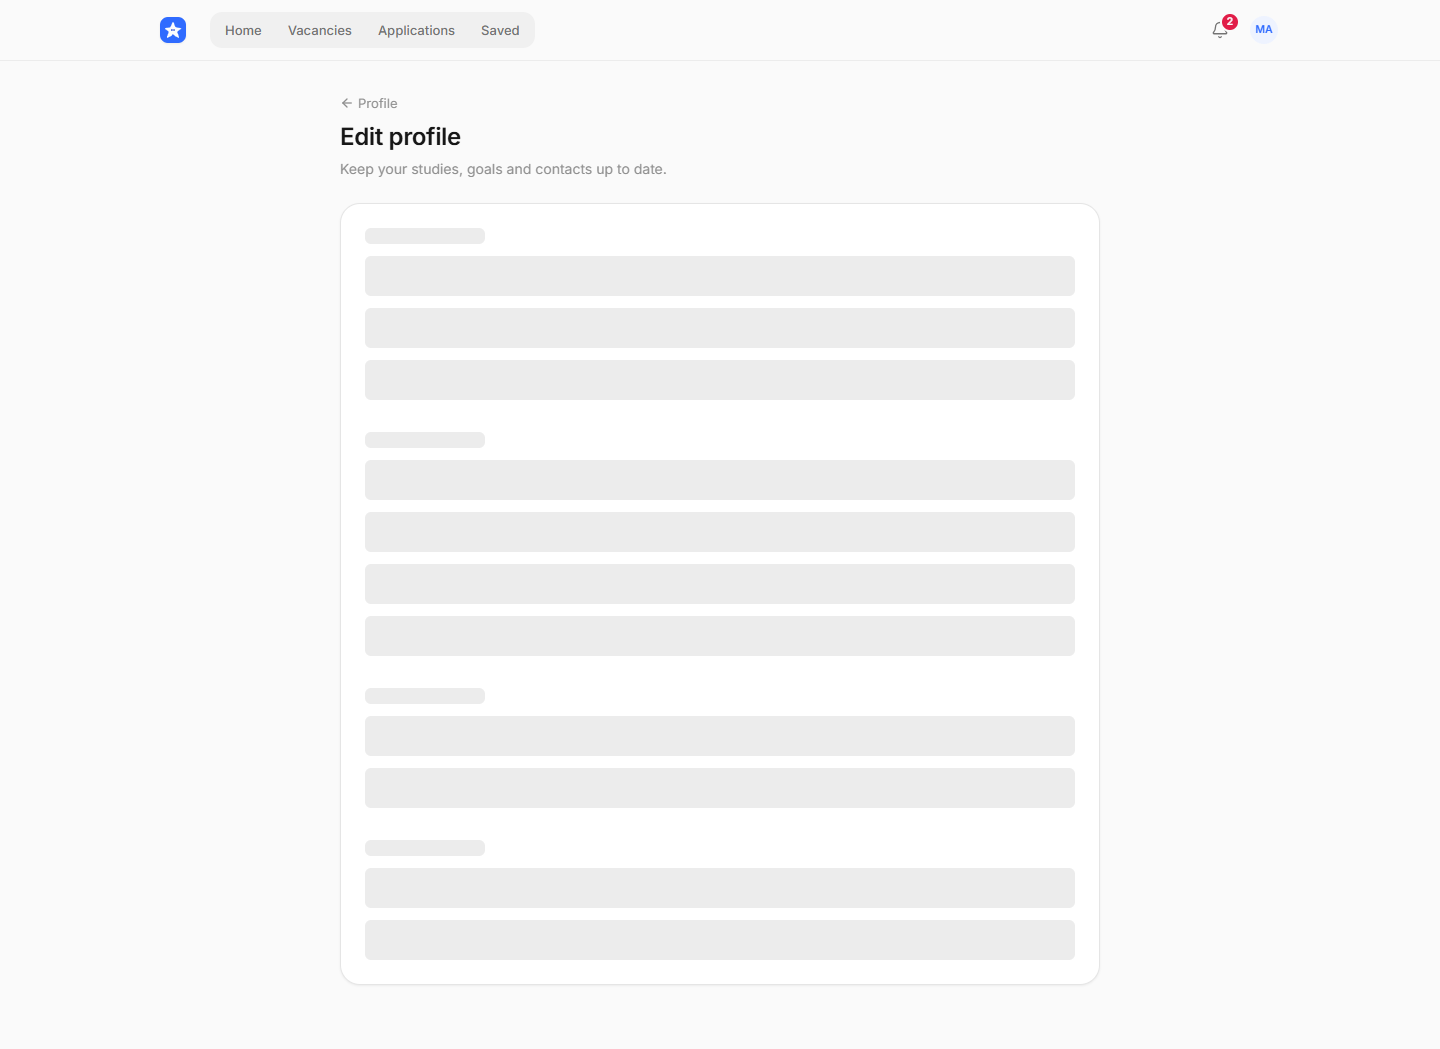 Home
Vacancies
Applications
Saved
2
MA
Profile
Edit profile
Keep your studies, goals and contacts up to date.